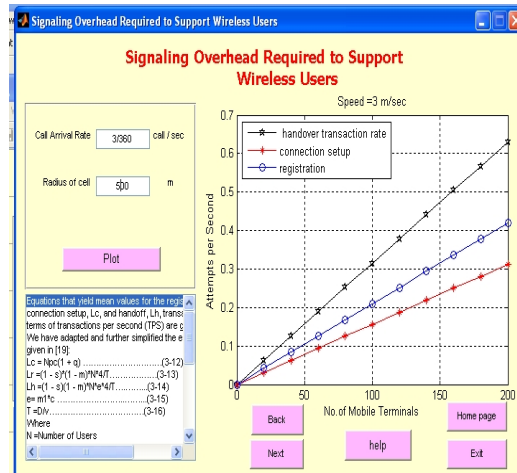 Signaling Overhead Required to Support Wireless Users
Signaling Overhead Required to Support
Wireless Users
Call Arrival Rate 3/360 call / sec
Radius of cell 500 m
Plot
Equations that yield mean values for the regis
connection setup, Lc, and handoff, Lh, transa
terms of transactions per second (TPS) are g
We have adapted and further simplified the e
given in [19]:
Lc = Npc(1 + q) ......................(3-12)
Lr =(1 - s)*(1 - m)*N*4/T......................(3-13)
Lh =(1 - s)(1 - m)*N*e*4/T................(3-14)
e= m1*c ..............................(3-15)
T =D/v..............................(3-16)
Where
N =Number of Users
Speed =3 m/sec
handover transaction rate
connection setup
registration
Attempts per Second
0.7
0.6
0.5
0.4
0.3
0.2
0.1
0
0 50 100 150 200
No.of Mobile Terminals
Back
Next
help
Home page
Exit